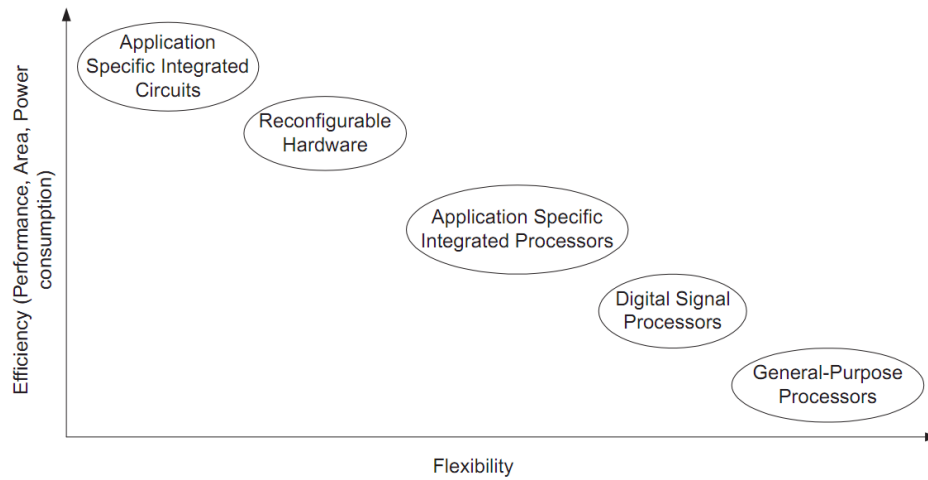 Application
Specific Integrated
Circuits
Reconfigurable
Hardware
Application Specific
Integrated Processors
Digital Signal
Processors
General-Purpose
Processors
Efficiency (Performance, Area, Power
consumption)
Flexibility